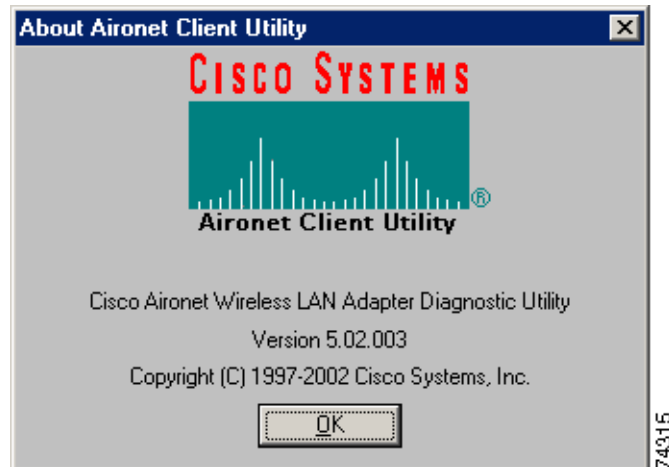 About Aironet Client Utility
CISCO SYSTEMS
®
Aironet Client Utility
Cisco Aironet Wireless LAN Adapter Diagnostic Utility
Version 5.02.003
Copyright (C) 1997-2002 Cisco Systems, Inc.
OK
74315